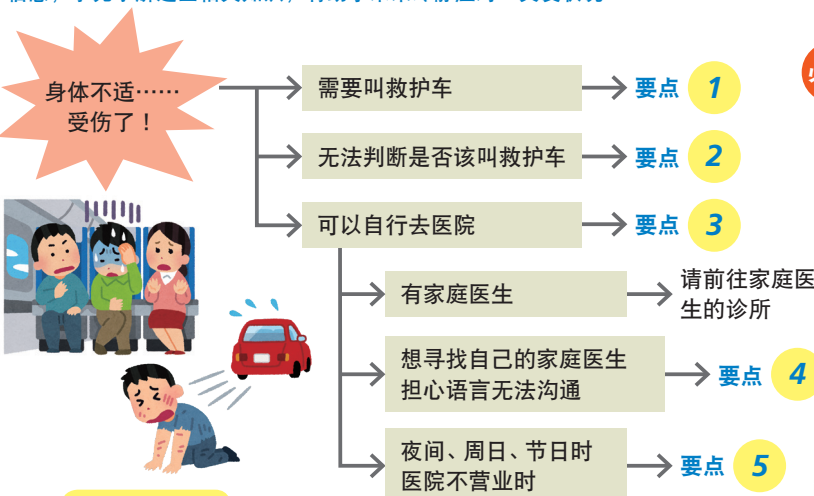 身体不适……
受伤了！
需要叫救护车
要点 1
无法判断是否该叫救护车
要点 2
可以自行去医院
要点 3
有家庭医生
请前往家庭医
生的诊所
想寻找自己的家庭医生
担心语言无法沟通
要点 4
夜间、周日、节日时
医院不营业时
要点 5